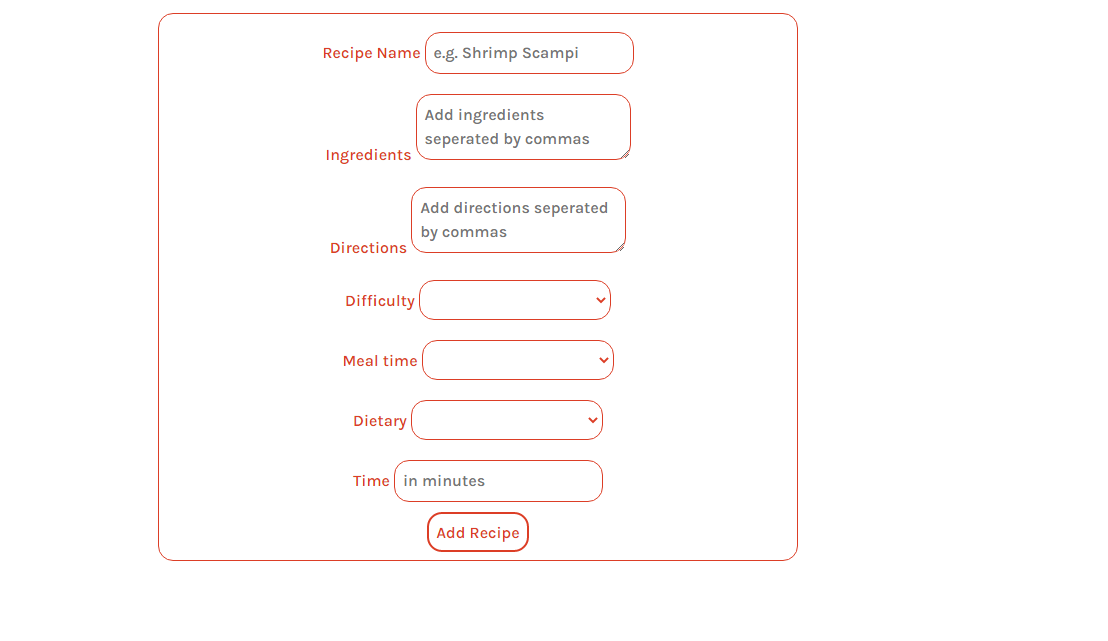 Recipe Name e.g. Shrimp Scampi
Add ingredients
seperated by commas
Ingredients
Add directions seperated
by commas
Directions
Difficulty
Meal time
Dietary
Time in minutes
Add Recipe